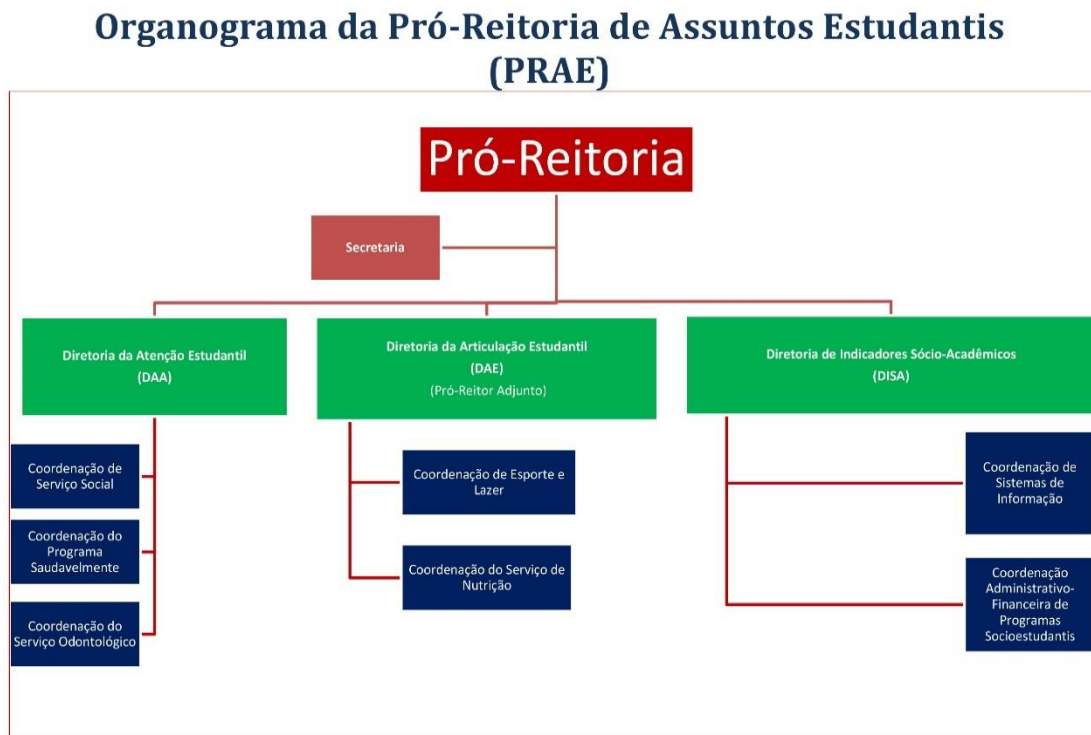 Organograma da Pró-Reitoria de Assuntos Estudantis
(PRAE)
Pró-Reitoria
Secretaria
Diretoria da Atenção Estudantil
(DAA)
Diretoria da Articulação Estudantil
(DAE)
(Pró-Reitor Adjunto)
Diretoria de Indicadores Sócio-Acadêmicos
(DISA)
Coordenação de
Serviço Social
Coordenação do
Programa
Saudavelmente
Coordenação do
Serviço Odontológico
Coordenação de Esporte e
Lazer
Coordenação do Serviço de
Nutrição
Coordenação de
Sistemas de
Informação
Coordenação
Administrativo-
Financeira de
Programas
Socioestudantis